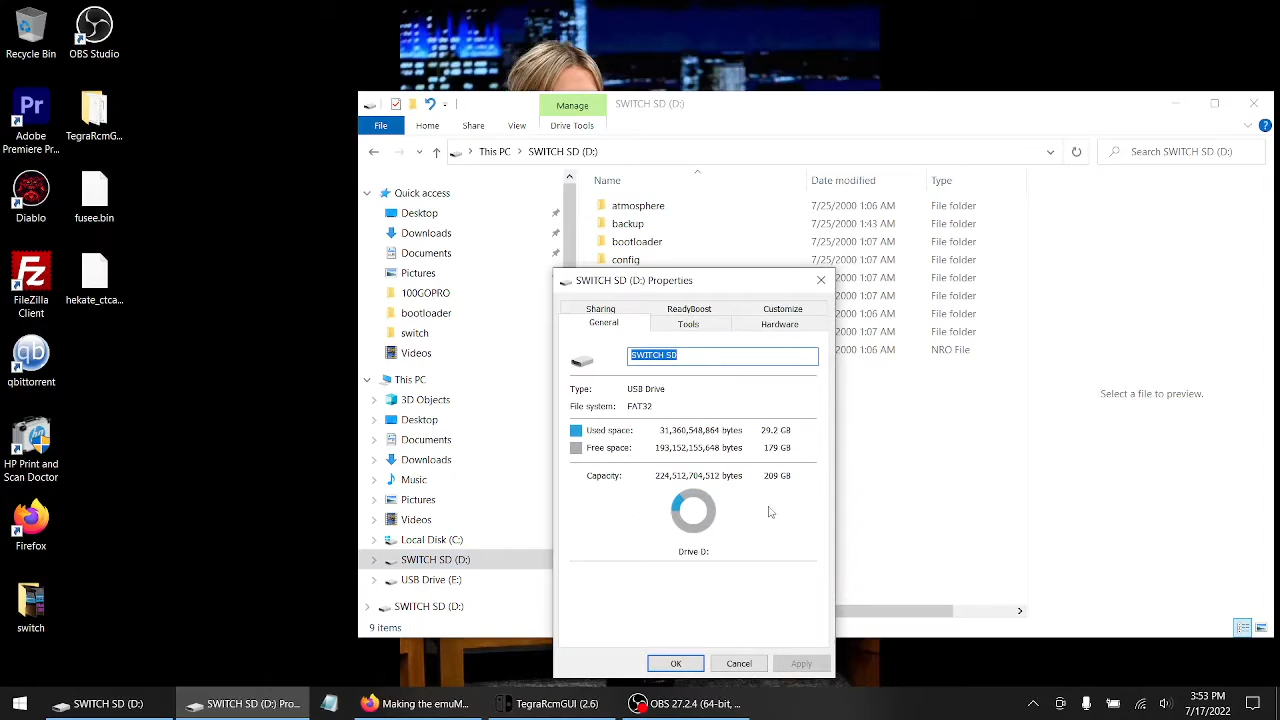 Recycle Bin
OBS Studio
Adobe
Premiere Pr...
TegraRcmG...
Diablo
fusee.bin
FileZilla
Client
hekate_ctca...
qbittorrent
HP Print and
Scan Doctor
Firefox
switch
Manage
SWITCH SD (D:)
File
Home
Share
View
Drive Tools
This PC > SWITCH SD (D:)
Search SWITCH SD (D:)
Quick access
Desktop
Downloads
Documents
Pictures
100GOPRO
bootloader
switch
Videos
This PC
3D Objects
Desktop
Documents
Downloads
Music
Pictures
Videos
Local Disk (C:)
SWITCH SD (D:)
USB Drive (E:)
SWITCH SD (D:)
9 items
Name Date modified Type
atmosphere 7/25/2000 1:06 AM File folder
backup 7/25/2000 1:43 AM File folder
bootloader 7/25/2000 1:07 AM File folder
config 7/25/2000 1:07 AM File folder
7/25/2000 1:07 AM File folder
7/25/2000 1:07 AM File folder
7/25/2000 1:07 AM File folder
7/25/2000 1:06 AM File folder
7/25/2000 1:06 AM NRO File
Select a file to preview.
SWITCH SD (D:) Properties
Sharing ReadyBoost Customize
General Tools Hardware
SWITCH SD
Type: USB Drive
File system: FAT32
Used space: 31,360,548,864 bytes 29.2 GB
Free space: 193,152,155,648 bytes 179 GB
Capacity: 224,512,704,512 bytes 209 GB
Drive D:
OK Cancel Apply
SWITCH SD (D:)
SWITCH SD (D:) Pro...
Making the emuM...
TegraRcmGUI (2.6)
OBS 27.2.4 (64-bit, ...
3:53 PM
7/17/2022